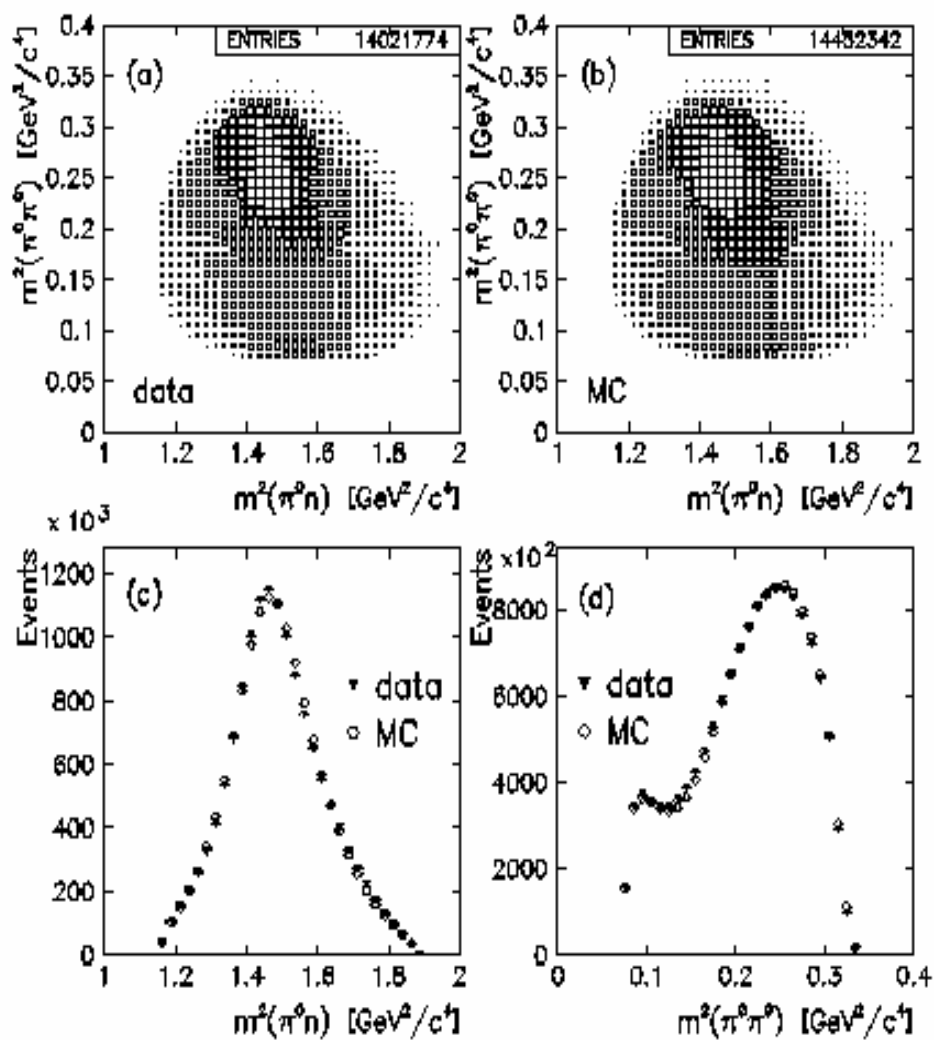 ENTRIES 14021774
(a)
m²(π⁰π⁰) [GeV²/c⁴]
0.4
0.35
0.3
0.25
0.2
0.15
0.1
0.05
0
data
1 1.2 1.4 1.6 1.8 2
m²(π⁰n) [GeV²/c⁴]
ENTRIES 14432342
(b)
m²(π⁰π⁰) [GeV²/c⁴]
0.4
0.35
0.3
0.25
0.2
0.15
0.1
0.05
0
MC
1 1.2 1.4 1.6 1.8 2
m²(π⁰n) [GeV²/c⁴]
x 10³
Events
(c)
1200
1000
800
600
400
200
0
data
MC
1 1.2 1.4 1.6 1.8 2
m²(π⁰n) [GeV²/c⁴]
x10²
Events
(d)
8000
6000
4000
2000
0
data
MC
0 0.1 0.2 0.3 0.4
m²(π⁰π⁰) [GeV²/c⁴]